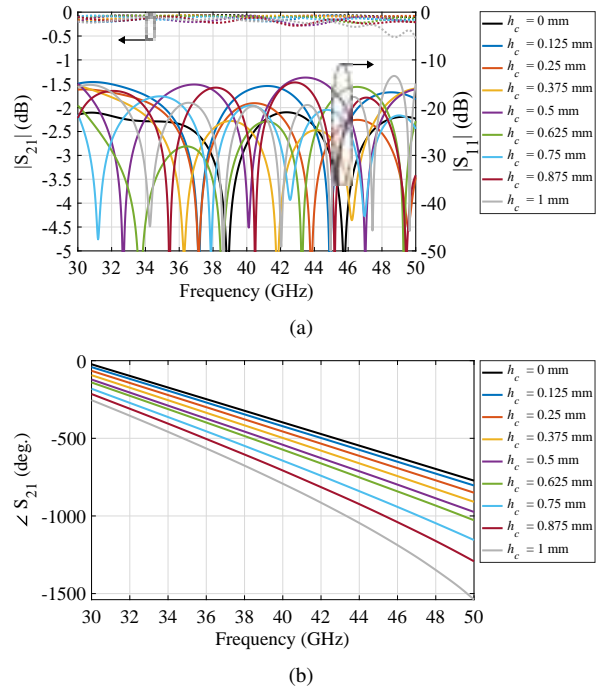 0
-0.5
-1
-1.5
-2
-2.5
-3
-3.5
-4
-4.5
-5
|S21| (dB)
0
-10
-20
-30
-40
-50
|S11| (dB)
30 32 34 36 38 40 42 44 46 48 50
Frequency (GHz)
hc = 0 mm
hc = 0.125 mm
hc = 0.25 mm
hc = 0.375 mm
hc = 0.5 mm
hc = 0.625 mm
hc = 0.75 mm
hc = 0.875 mm
hc = 1 mm
(a)
0
-500
-1000
-1500
∠ S21 (deg.)
30 32 34 36 38 40 42 44 46 48 50
Frequency (GHz)
hc = 0 mm
hc = 0.125 mm
hc = 0.25 mm
hc = 0.375 mm
hc = 0.5 mm
hc = 0.625 mm
hc = 0.75 mm
hc = 0.875 mm
hc = 1 mm
(b)